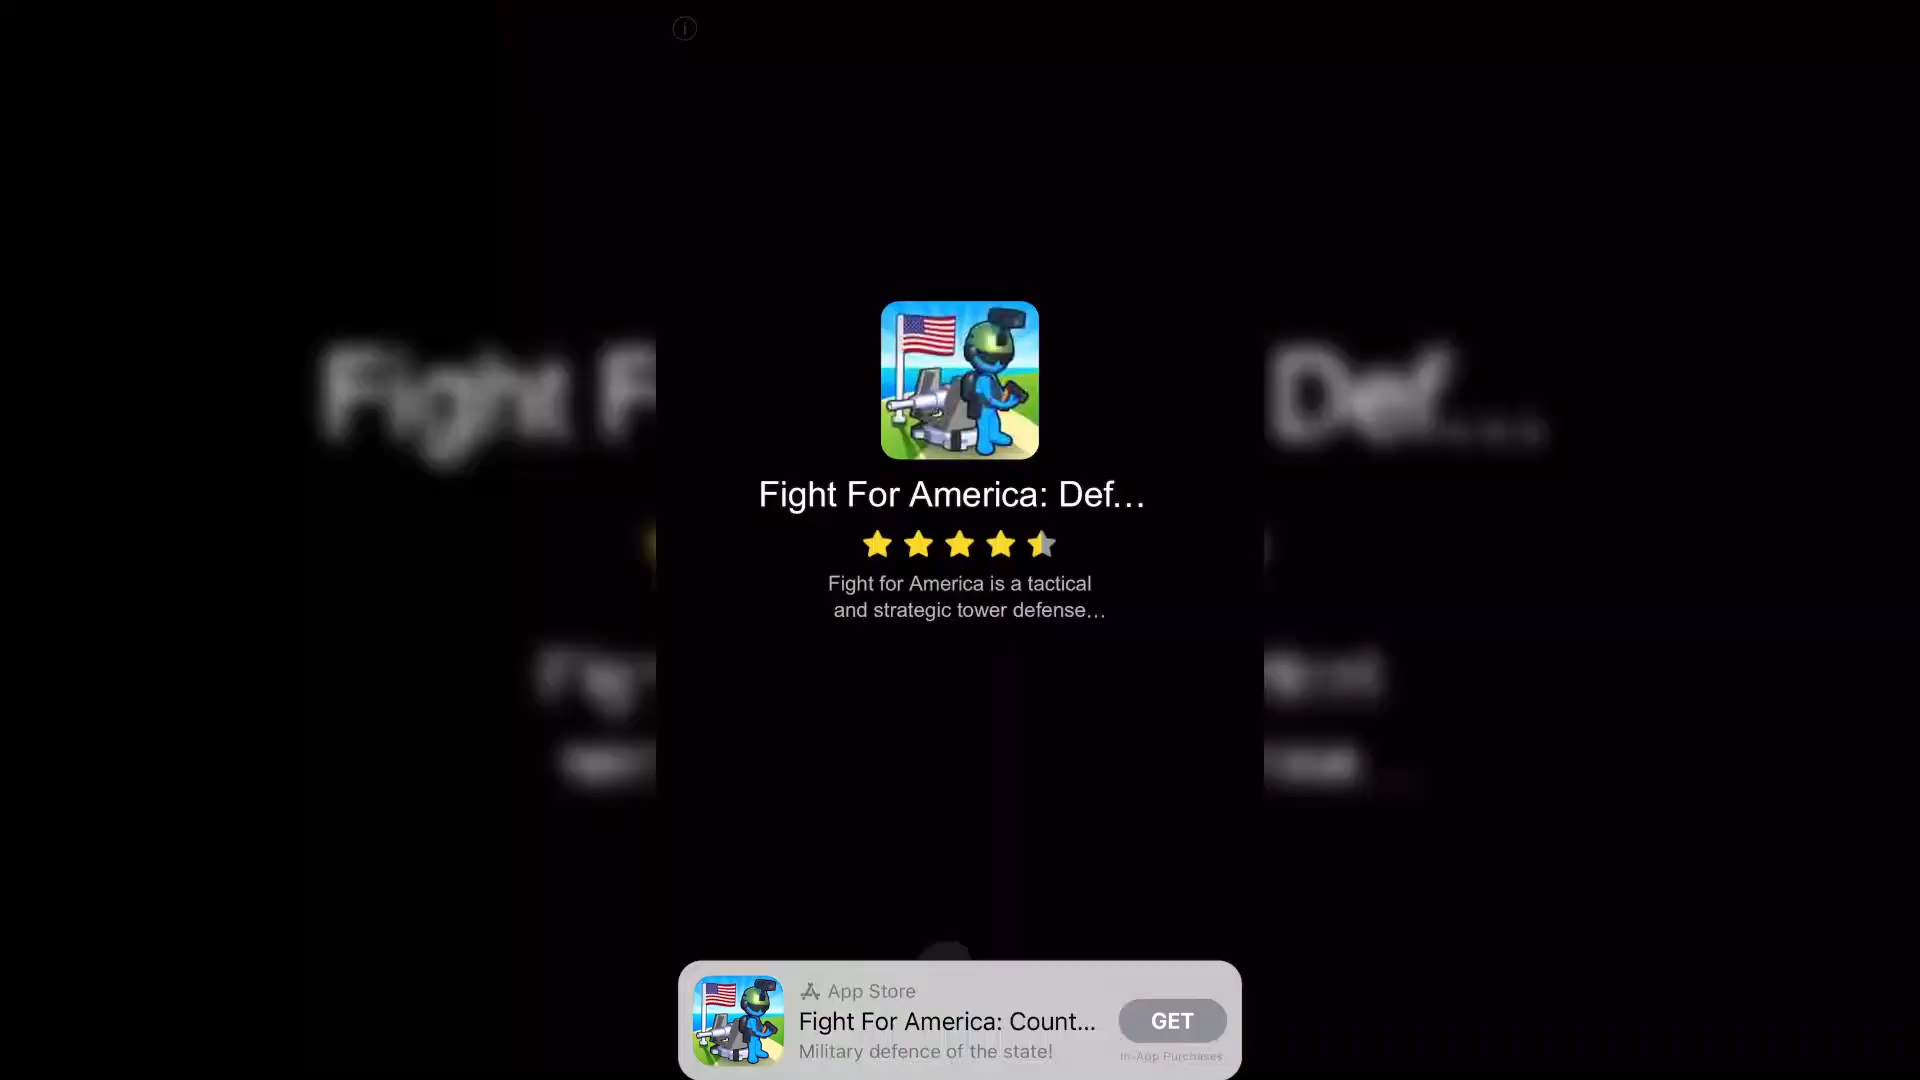 Fight For America: Def...
Fight for America is a tactical
and strategic tower defense...
App Store
Fight For America: Count...
Military defence of the state!
GET
In-App Purchases